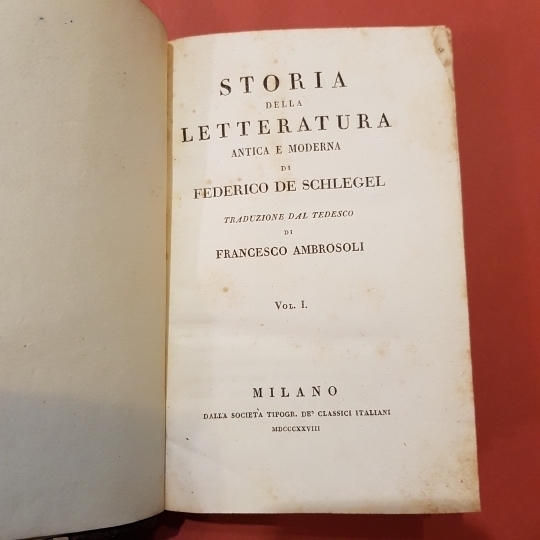 STORIA
DELLA
LETTERATURA
ANTICA E MODERNA
DI
FEDERICO DE SCHLEGEL
TRADUZIONE DAL TEDESCO
DI
FRANCESCO AMBROSOLI
VOL. I.
MILANO
DALLA SOCIETÀ TIPOGR. DE' CLASSICI ITALIANI
MDCCCXXVIII